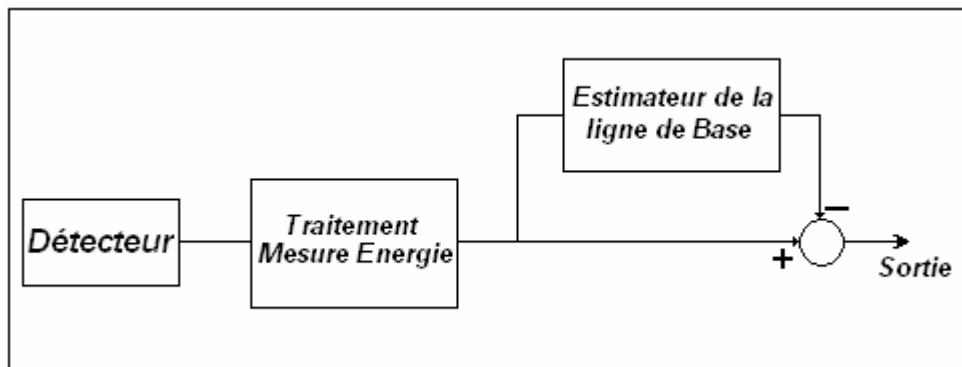 Estimateur de la
ligne de Base
Détecteur
Traitement
Mesure Energie
−
+
Sortie